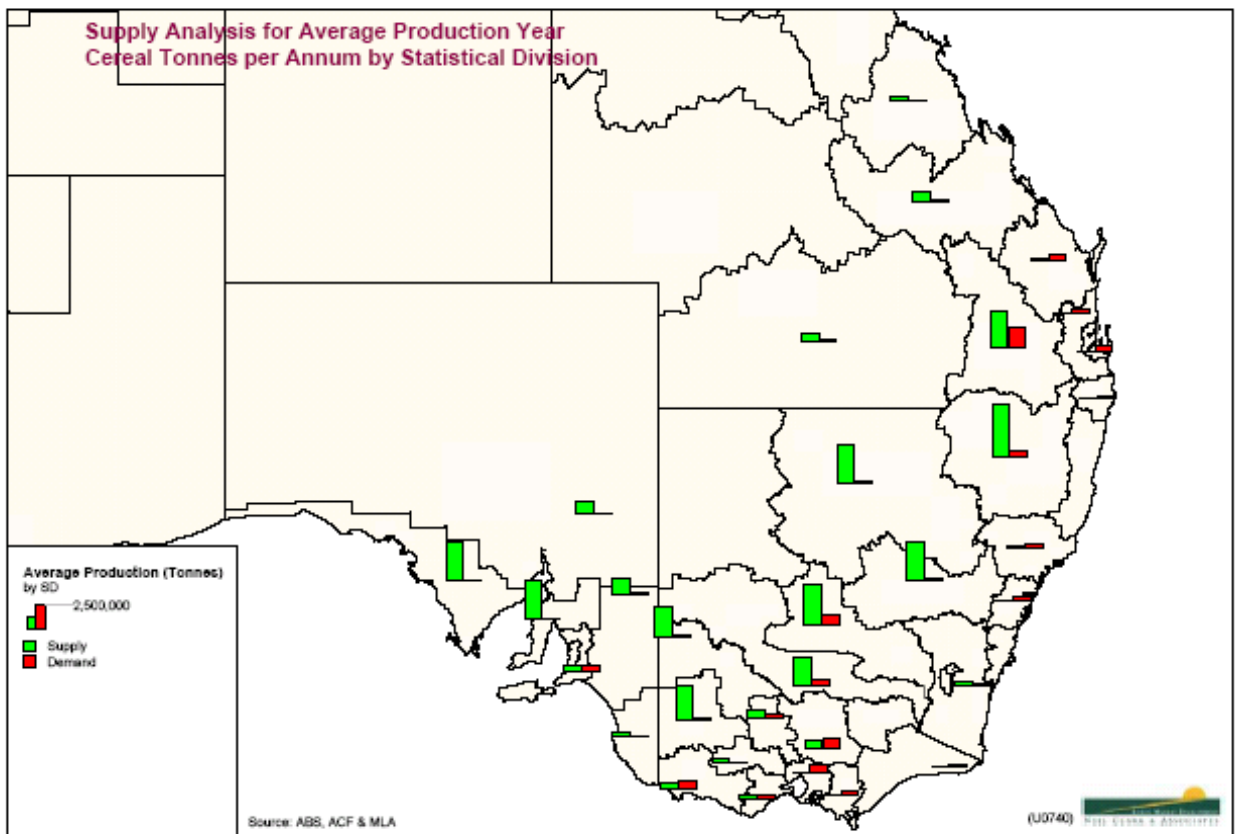 Supply Analysis for Average Production Year
Cereal Tonnes per Annum by Statistical Division
Average Production (Tonnes)
by SD
2,500,000
Supply
Demand
Source: ABS, ACF & MLA
(U0740)